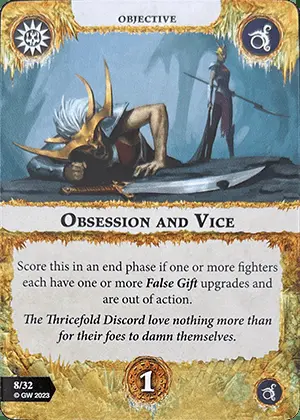 OBJECTIVE
OBSESSION AND VICE
Score this in an end phase if one or more fighters
each have one or more False Gift upgrades and
are out of action.
The Thricefold Discord love nothing more than
for their foes to damn themselves.
1
8/32
© GW 2023